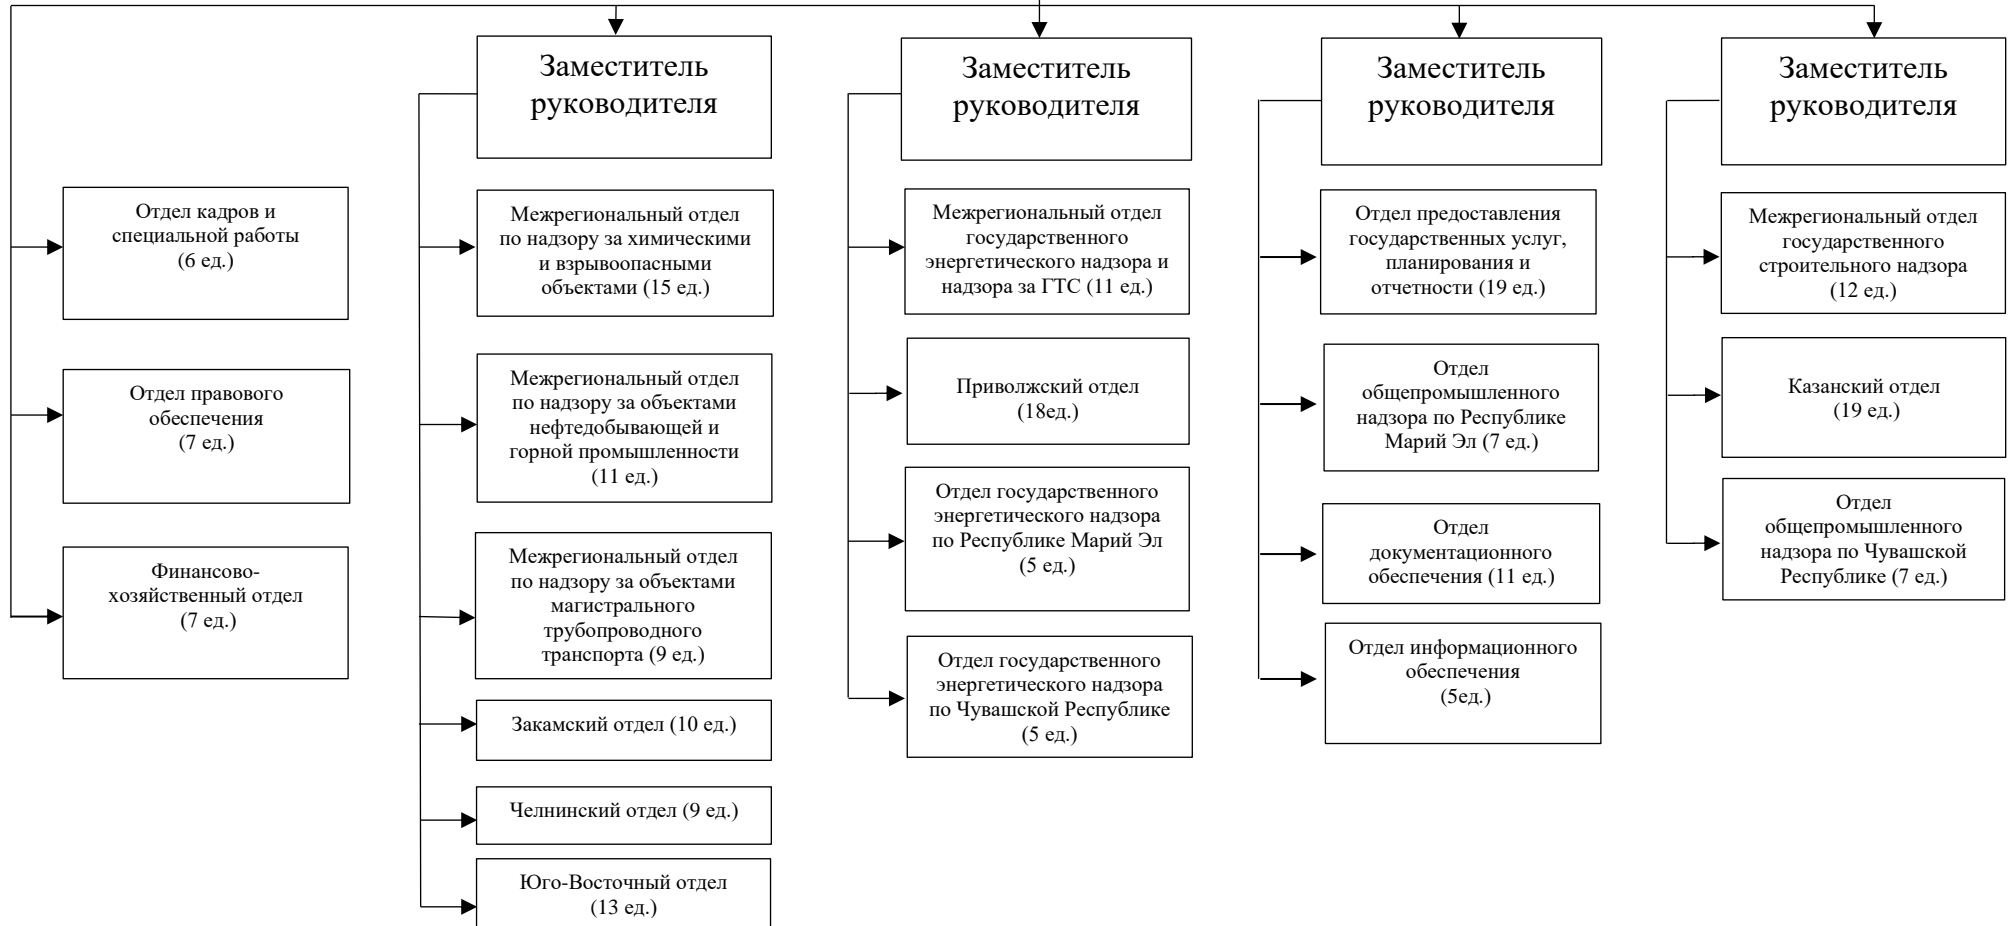 Заместитель
руководителя
Заместитель
руководителя
Заместитель
руководителя
Заместитель
руководителя
Отдел кадров и
специальной работы
(6 ед.)
Отдел правового
обеспечения
(7 ед.)
Финансово-
хозяйственный отдел
(7 ед.)
Межрегиональный отдел
по надзору за химическими
и взрывоопасными
объектами (15 ед.)
Межрегиональный отдел
по надзору за объектами
нефтедобывающей и
горной промышленности
(11 ед.)
Межрегиональный отдел
по надзору за объектами
магистрального
трубопроводного
транспорта (9 ед.)
Закамский отдел (10 ед.)
Челнинский отдел (9 ед.)
Юго-Восточный отдел
(13 ед.)
Межрегиональный отдел
государственного
энергетического надзора и
надзора за ГТС (11 ед.)
Приволжский отдел
(18ед.)
Отдел государственного
энергетического надзора
по Республике Марий Эл
(5 ед.)
Отдел государственного
энергетического надзора
по Чувашской Республике
(5 ед.)
Отдел предоставления
государственных услуг,
планирования и
отчетности (19 ед.)
Отдел
общепромышленного
надзора по Республике
Марий Эл (7 ед.)
Отдел
документационного
обеспечения (11 ед.)
Отдел информационного
обеспечения
(5ед.)
Межрегиональный отдел
государственного
строительного надзора
(12 ед.)
Казанский отдел
(19 ед.)
Отдел
общепромышленного
надзора по Чувашской
Республике (7 ед.)